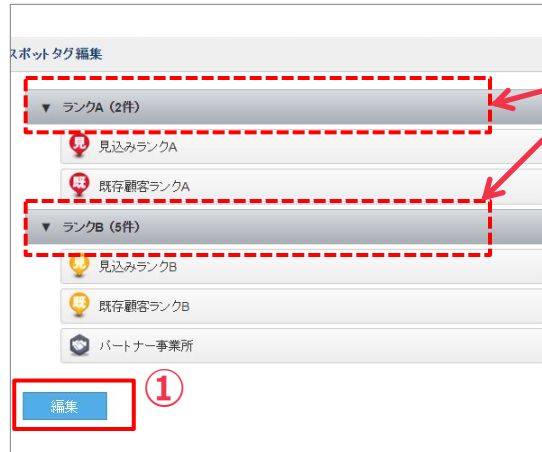 スポットタグ編集
▼ ランクA (2件)
見 見込みランクA
既 既存顧客ランクA
▼ ランクB (5件)
見 見込みランクB
既 既存顧客ランクB
パートナー事業所
編集 ①